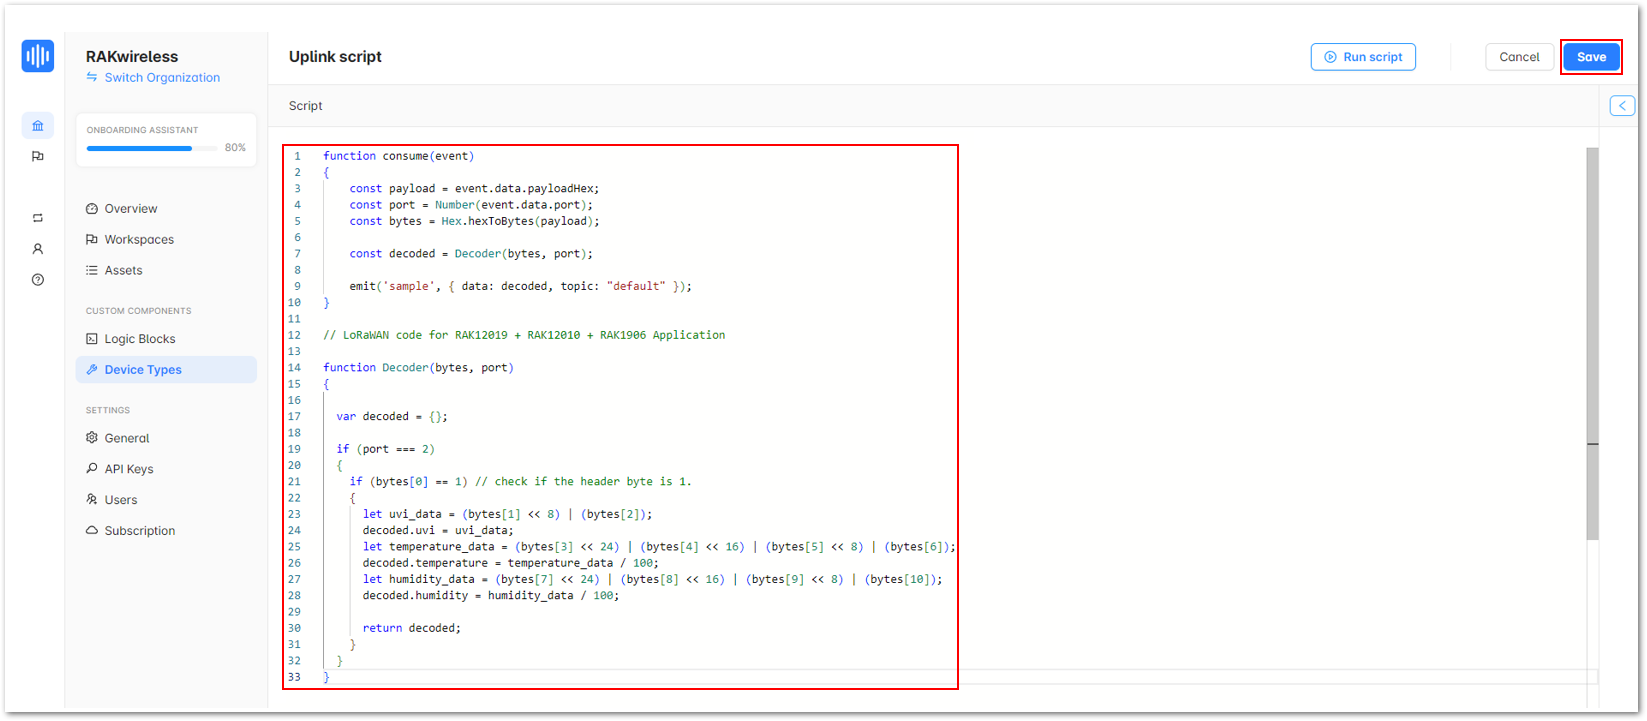 RAKwireless
Switch Organization
ONBOARDING ASSISTANT
80%
Overview
Workspaces
Assets
CUSTOM COMPONENTS
Logic Blocks
Device Types
SETTINGS
General
API Keys
Users
Subscription
Uplink script
Run script
Cancel
Save
Script
1 function consume(event)
2 {
3     const payload = event.data.payloadHex;
4     const port = Number(event.data.port);
5     const bytes = Hex.hexToBytes(payload);
6
7     const decoded = Decoder(bytes, port);
8
9     emit('sample', { data: decoded, topic: "default" });
10 }
11
12 // LoRaWAN code for RAK12019 + RAK12010 + RAK1906 Application
13
14 function Decoder(bytes, port)
15 {
16
17   var decoded = {};
18
19   if (port === 2)
20   {
21     if (bytes[0] == 1) // check if the header byte is 1.
22     {
23       let uvi_data = (bytes[1] << 8) | (bytes[2]);
24       decoded.uvi = uvi_data;
25       let temperature_data = (bytes[3] << 24) | (bytes[4] << 16) | (bytes[5] << 8) | (bytes[6]);
26       decoded.temperature = temperature_data / 100;
27       let humidity_data = (bytes[7] << 24) | (bytes[8] << 16) | (bytes[9] << 8) | (bytes[10]);
28       decoded.humidity = humidity_data / 100;
29
30       return decoded;
31     }
32   }
33 }